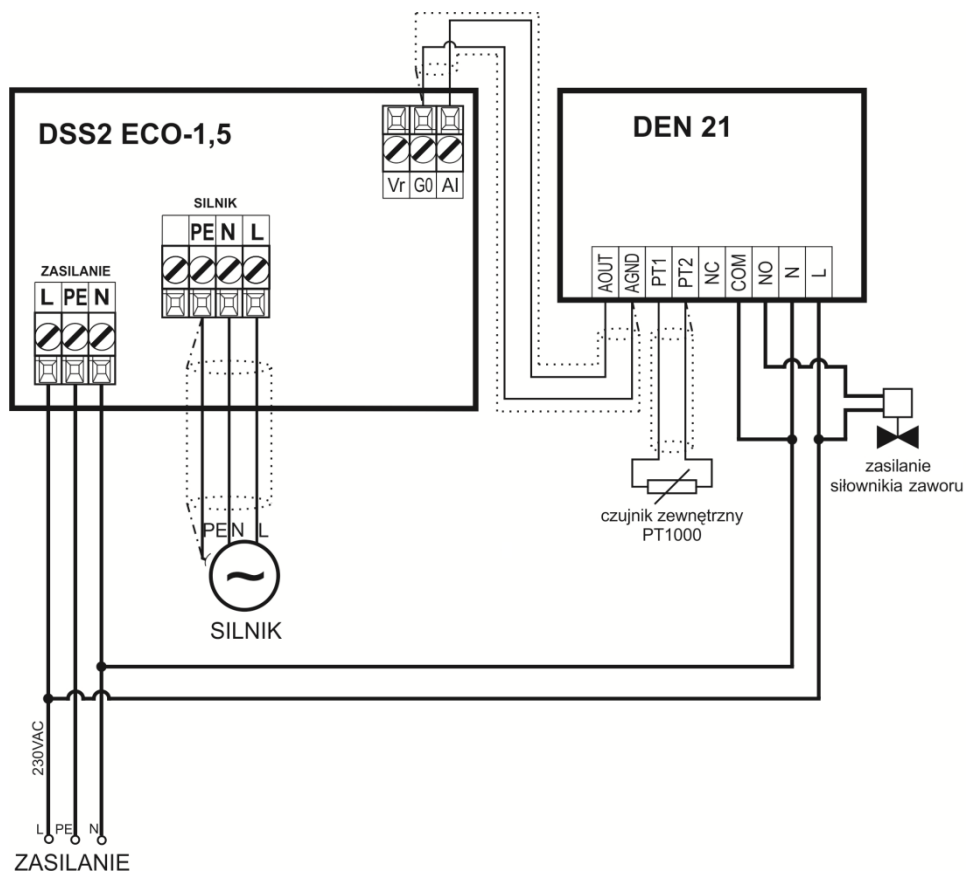 DSS2 ECO-1,5
DEN 21
Vr G0 AI
SILNIK
PE N L
ZASILANIE
L PE N
AOUT AGND PT1 PT2 NC COM NO N L
zasilanie
siłownikia zaworu
czujnik zewnętrzny
PT1000
PE N L
~
SILNIK
230VAC
L PE N
ZASILANIE